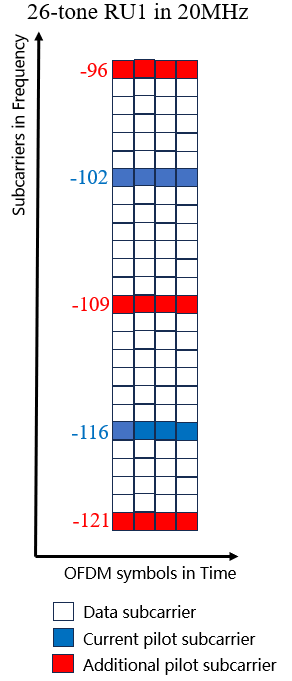 26-tone RU1 in 20MHz
Subcarriers in Frequency
-96
-102
-109
-116
-121
OFDM symbols in Time
Data subcarrier
Current pilot subcarrier
Additional pilot subcarrier